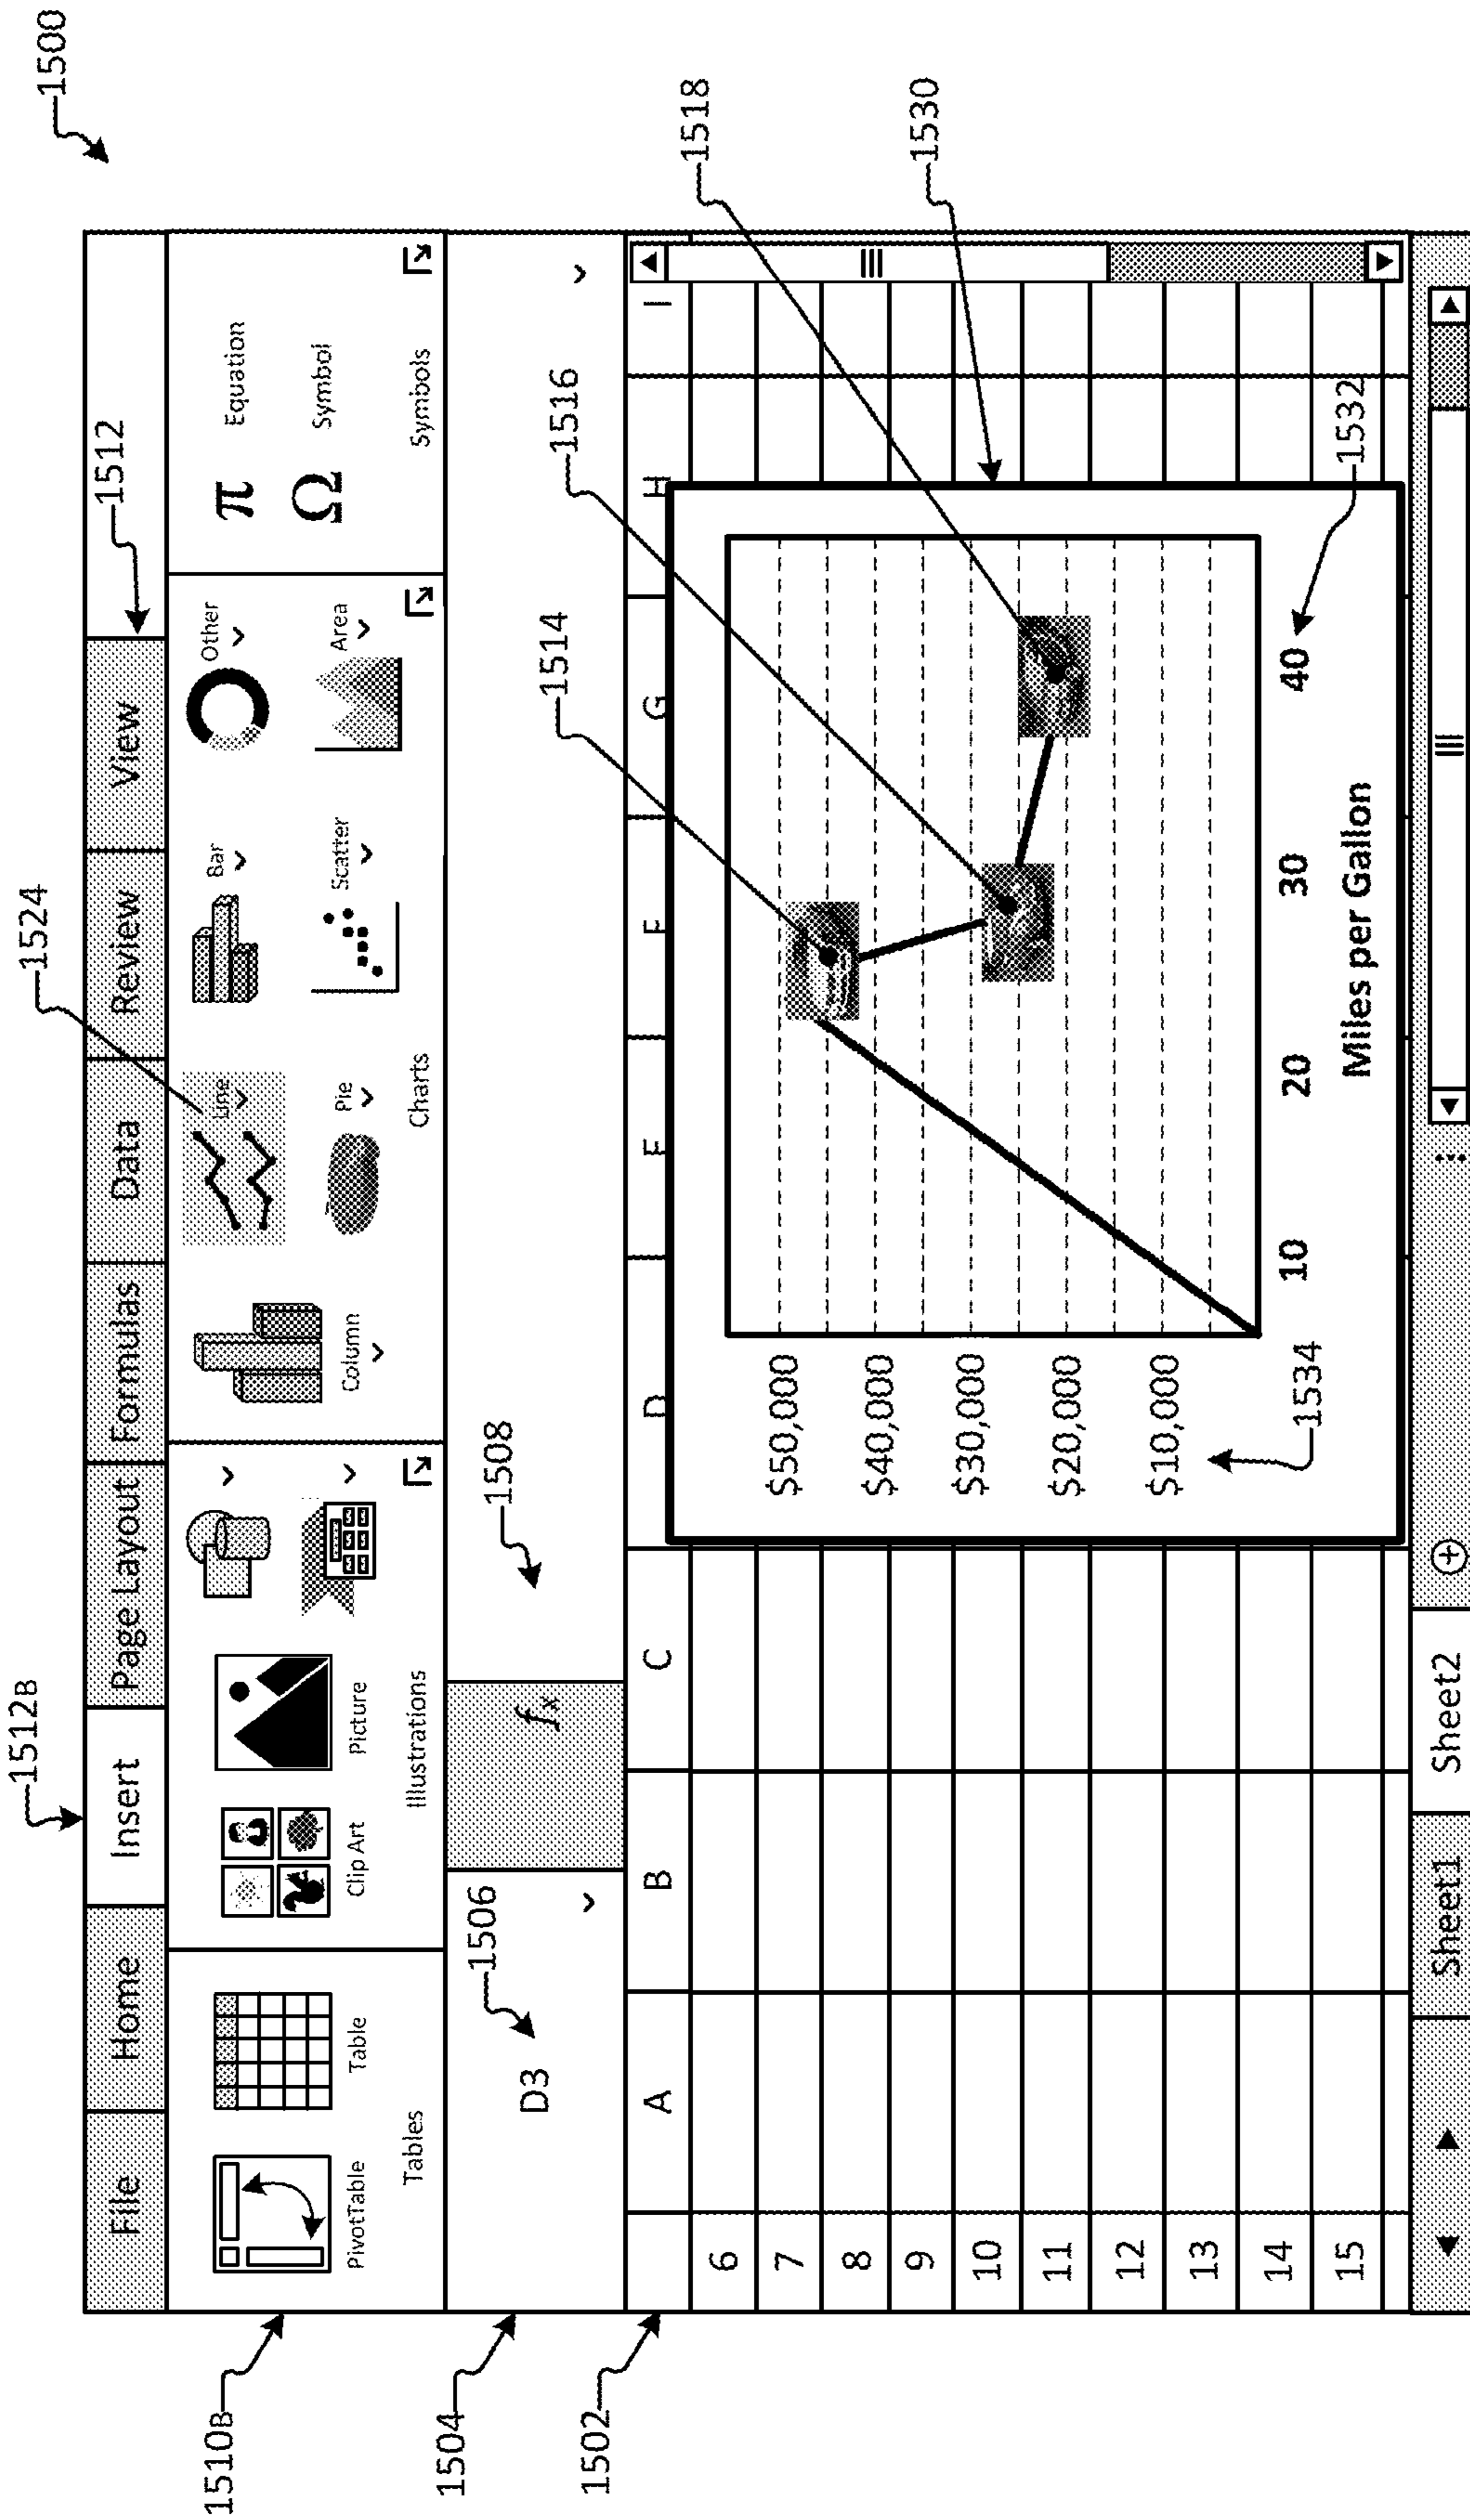 1500
1512B
1512
1524
File Home Insert Page Layout Formulas Data Review View
PivotTable
Table
Tables
Clip Art
Picture
Illustrations
Column
Line
Pie
Bar
Scatter
Other
Area
Charts
π Equation
Ω Symbol
Symbols
1510B
1504
D3
1506
fx
1508
1514
1516
1518
1502
A B C D E F G H I
6
7
8
9
10
11
12
13
14
15
$50,000
$40,000
$30,000
$20,000
$10,000
1534
10 20 30 40
Miles per Gallon
1532
1530
Sheet1 Sheet2